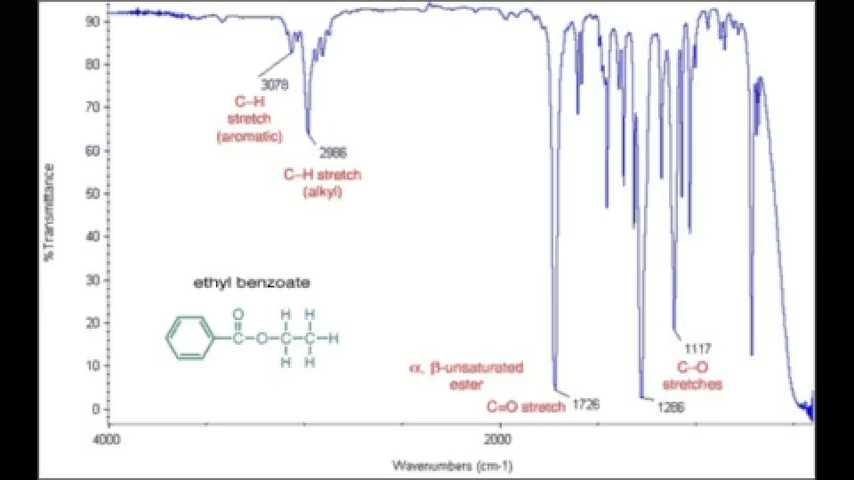 90
80
70
60
50
40
30
20
10
0
%Transmittance
3078
C–H
stretch
(aromatic)
2986
C–H stretch
(alkyl)
ethyl benzoate
O
H H
C–O–C–C–H
H H
α, β-unsaturated
ester
C=O stretch
1726
1286
1117
C–O
stretches
4000
2000
Wavenumbers (cm-1)